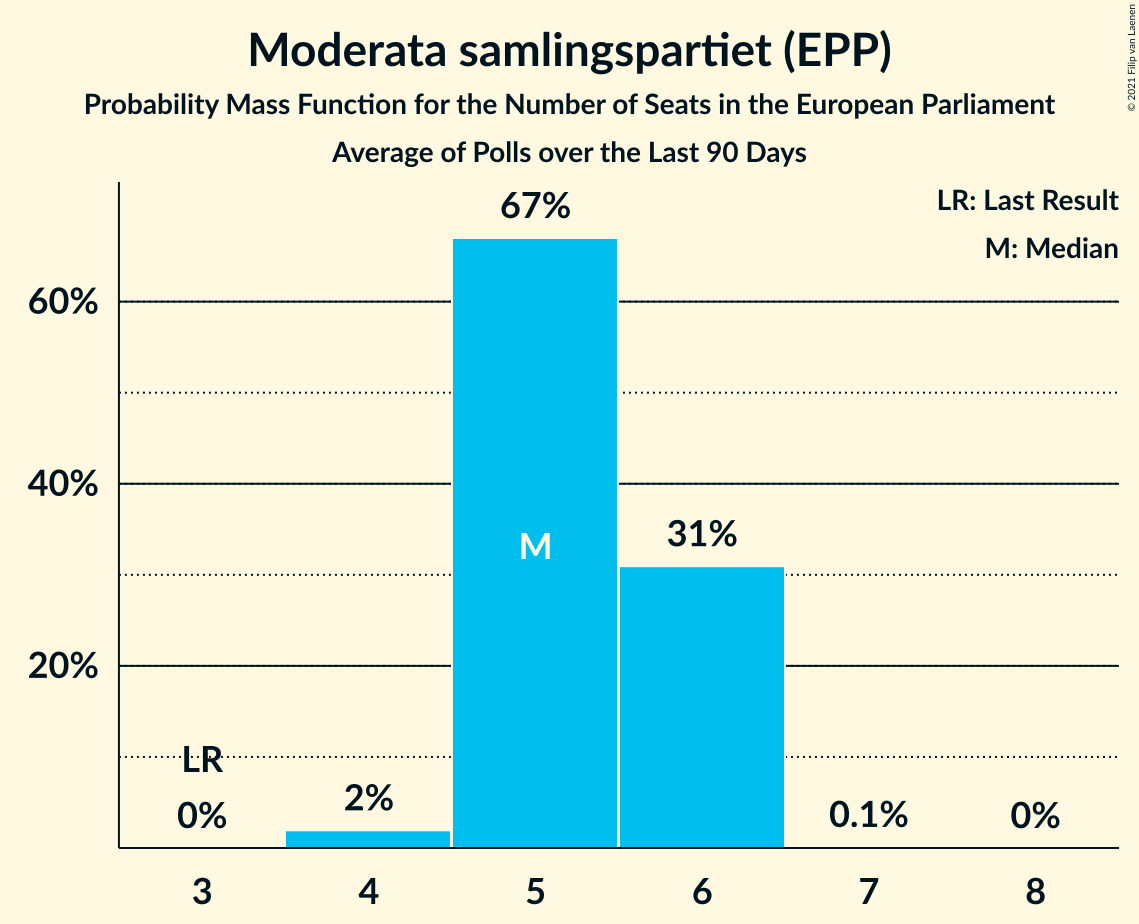 Moderata samlingspartiet (EPP)
Probability Mass Function for the Number of Seats in the European Parliament
Average of Polls over the Last 90 Days
© 2021 Filip van Laenen
LR: Last Result
M: Median
67%
60%
40%
M
31%
20%
LR
0%
2%
0.1%
0%
3 4 5 6 7 8